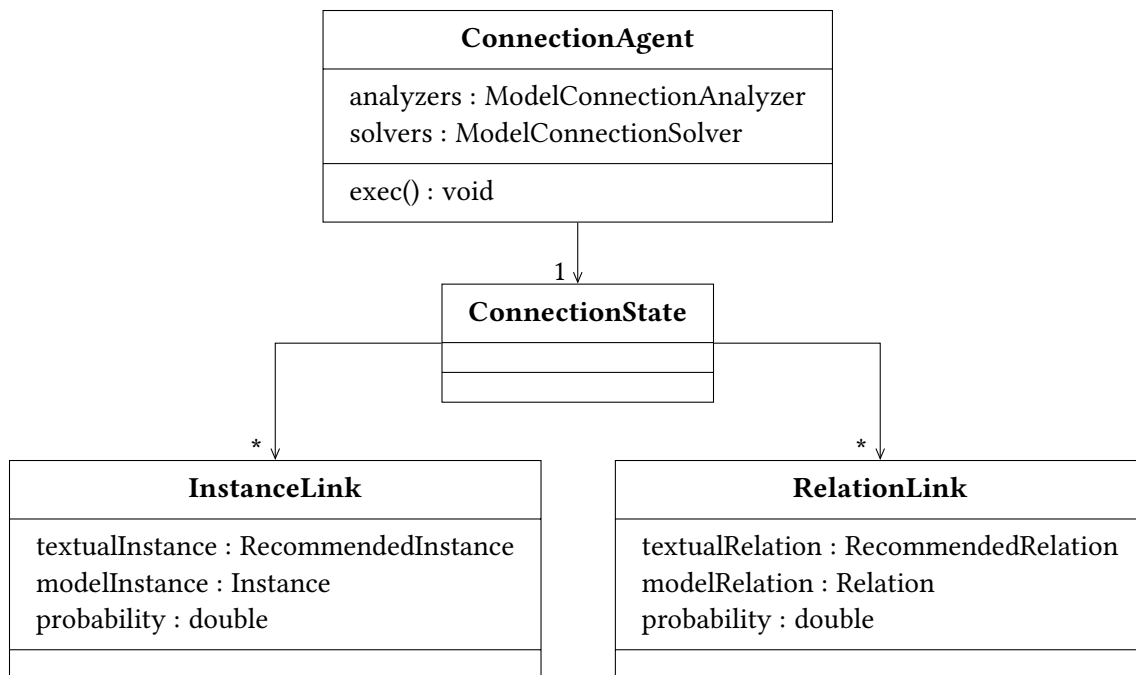 ConnectionAgent
analyzers : ModelConnectionAnalyzer
solvers : ModelConnectionSolver
exec() : void
1
ConnectionState
*
*
InstanceLink
textualInstance : RecommendedInstance
modelInstance : Instance
probability : double
RelationLink
textualRelation : RecommendedRelation
modelRelation : Relation
probability : double